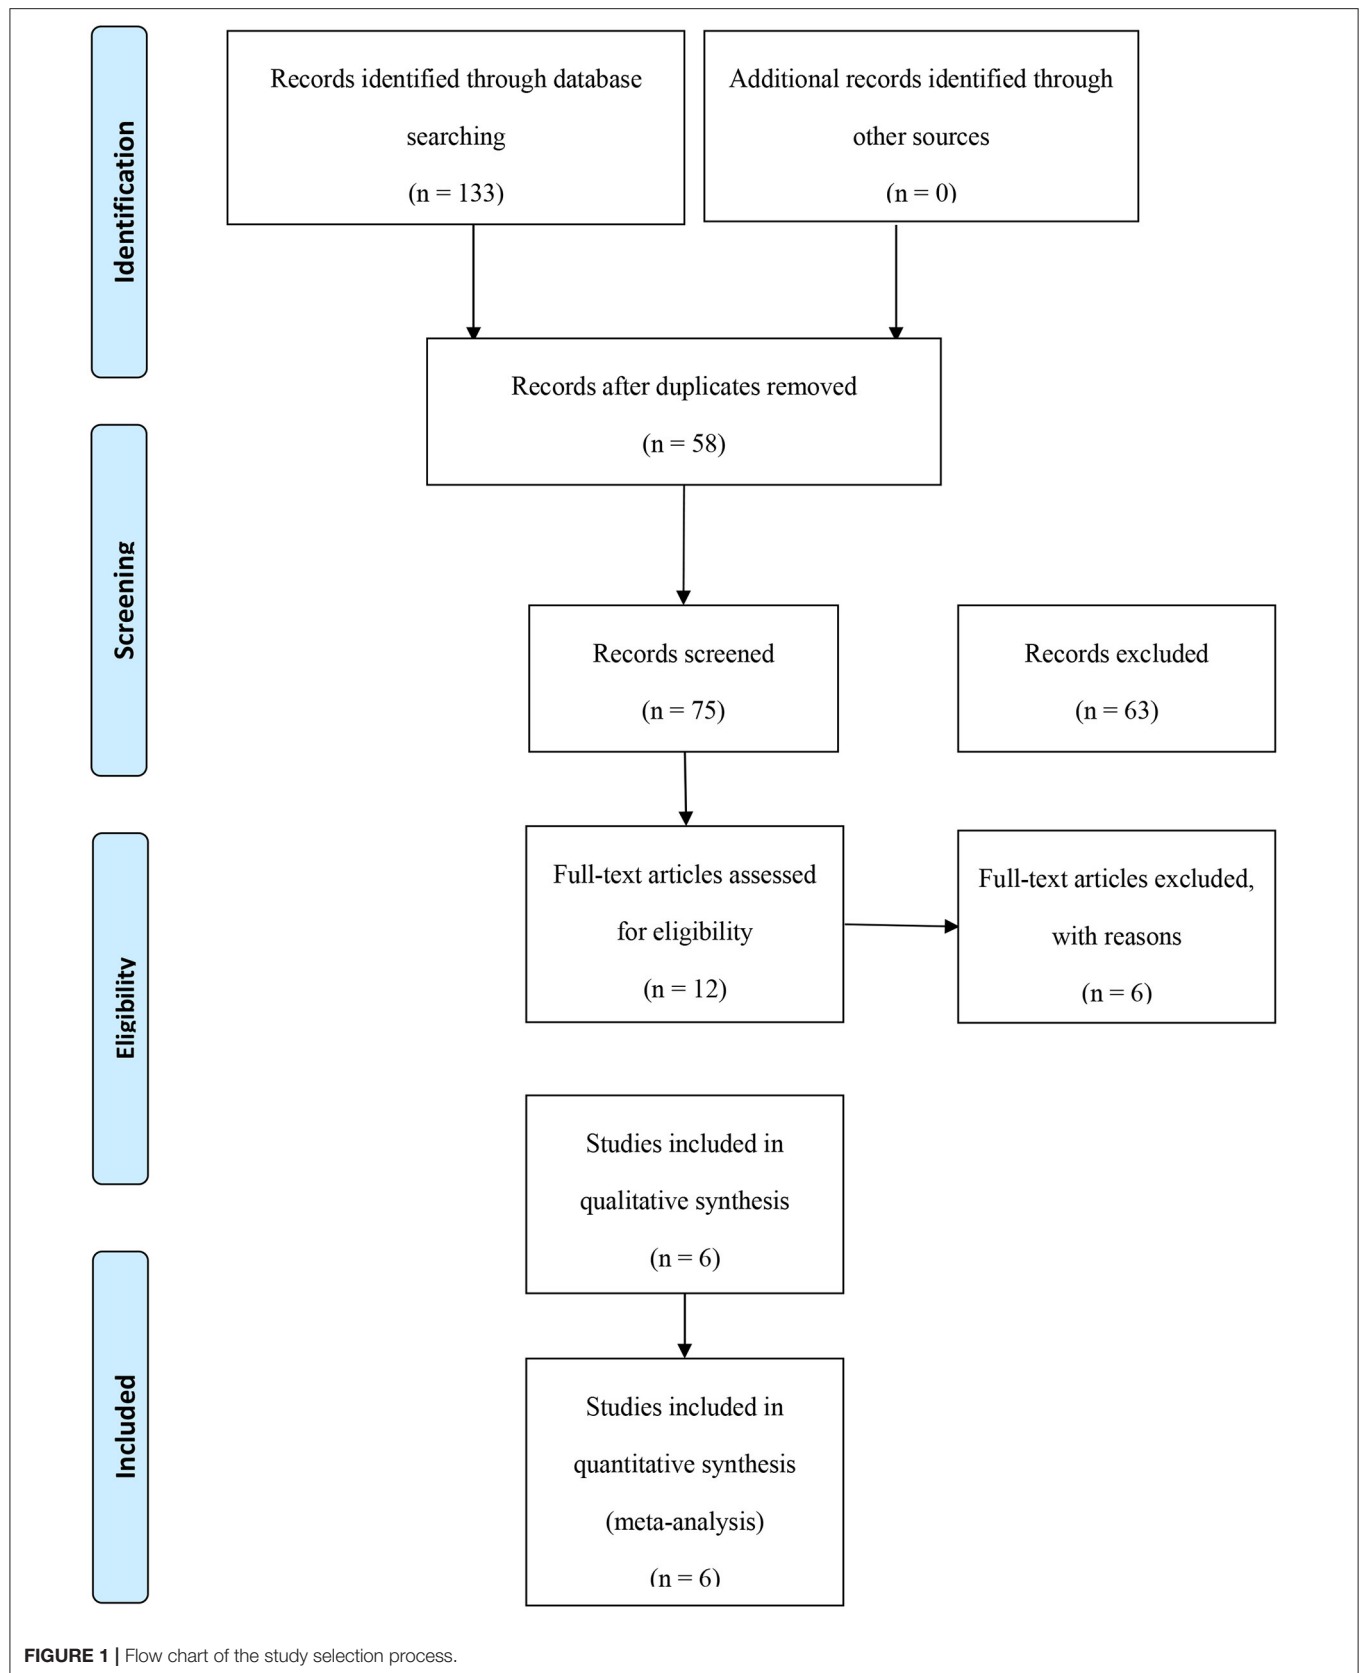 Identification
Records identified through database
searching
(n = 133)
Additional records identified through
other sources
(n = 0)
Records after duplicates removed
(n = 58)
Screening
Records screened
(n = 75)
Records excluded
(n = 63)
Eligibility
Full-text articles assessed
for eligibility
(n = 12)
Full-text articles excluded,
with reasons
(n = 6)
Studies included in
qualitative synthesis
(n = 6)
Included
Studies included in
quantitative synthesis
(meta-analysis)
(n = 6)
FIGURE 1 | Flow chart of the study selection process.